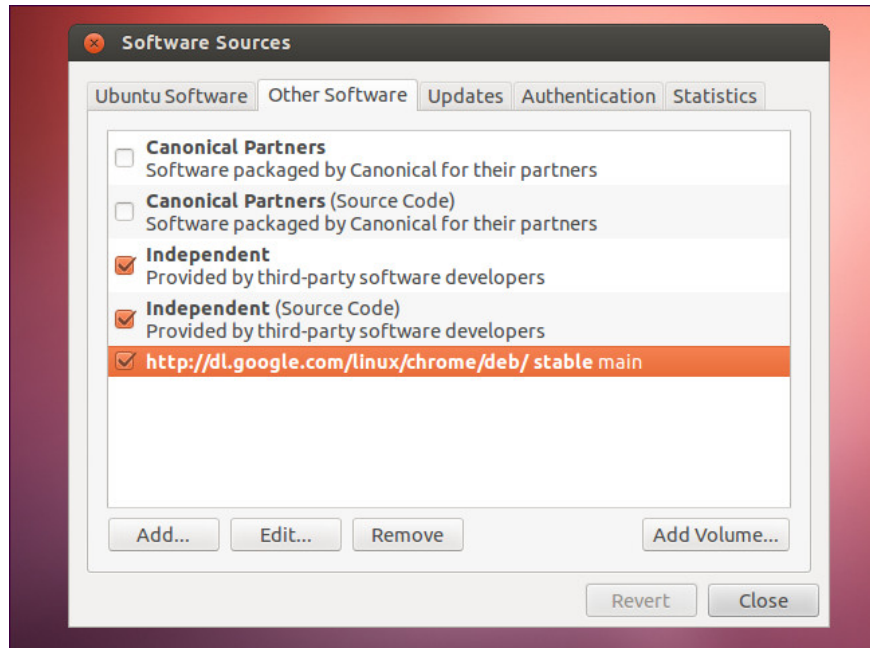 Software Sources
Ubuntu Software Other Software Updates Authentication Statistics
Canonical Partners
Software packaged by Canonical for their partners
Canonical Partners (Source Code)
Software packaged by Canonical for their partners
Independent
Provided by third-party software developers
Independent (Source Code)
Provided by third-party software developers
http://dl.google.com/linux/chrome/deb/ stable main
Add... Edit... Remove Add Volume...
Revert Close